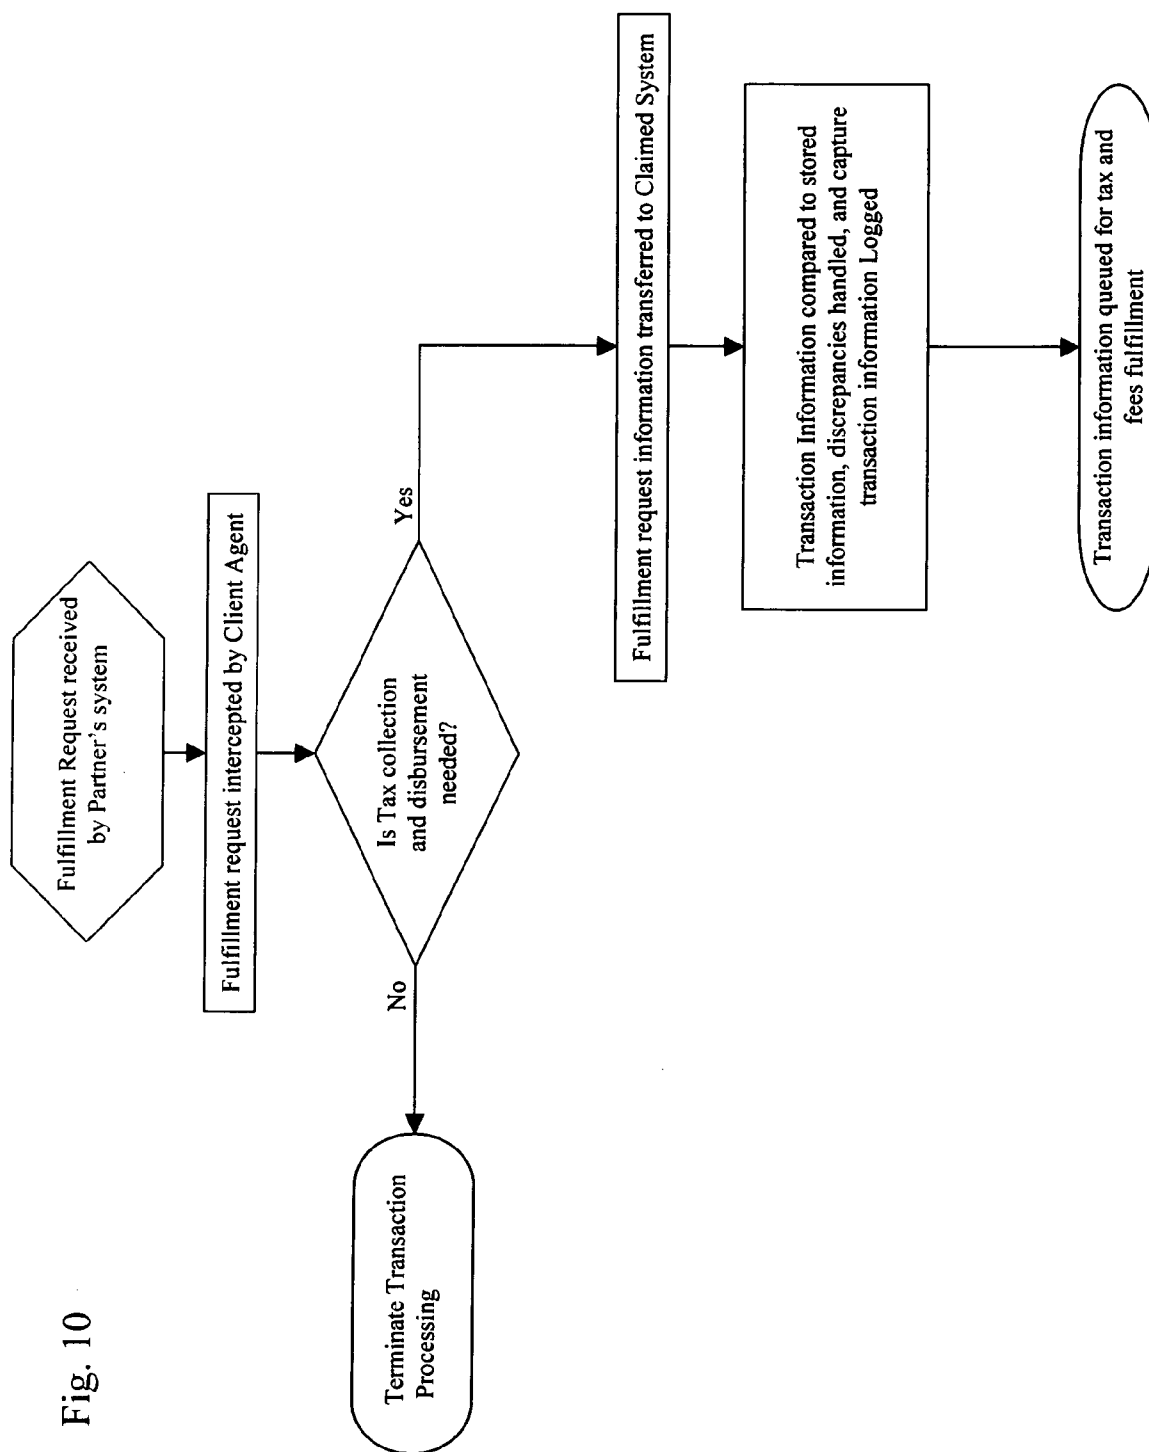 Fig. 10
Fulfillment Request received
by Partner's system
Fulfillment request intercepted by Client Agent
Is Tax collection
and disbursement
needed?
No
Yes
Terminate Transaction
Processing
Fulfillment request information transferred to Claimed System
Transaction Information compared to stored
information, discrepancies handled, and capture
transaction information Logged
Transaction information queued for tax and
fees fulfillment